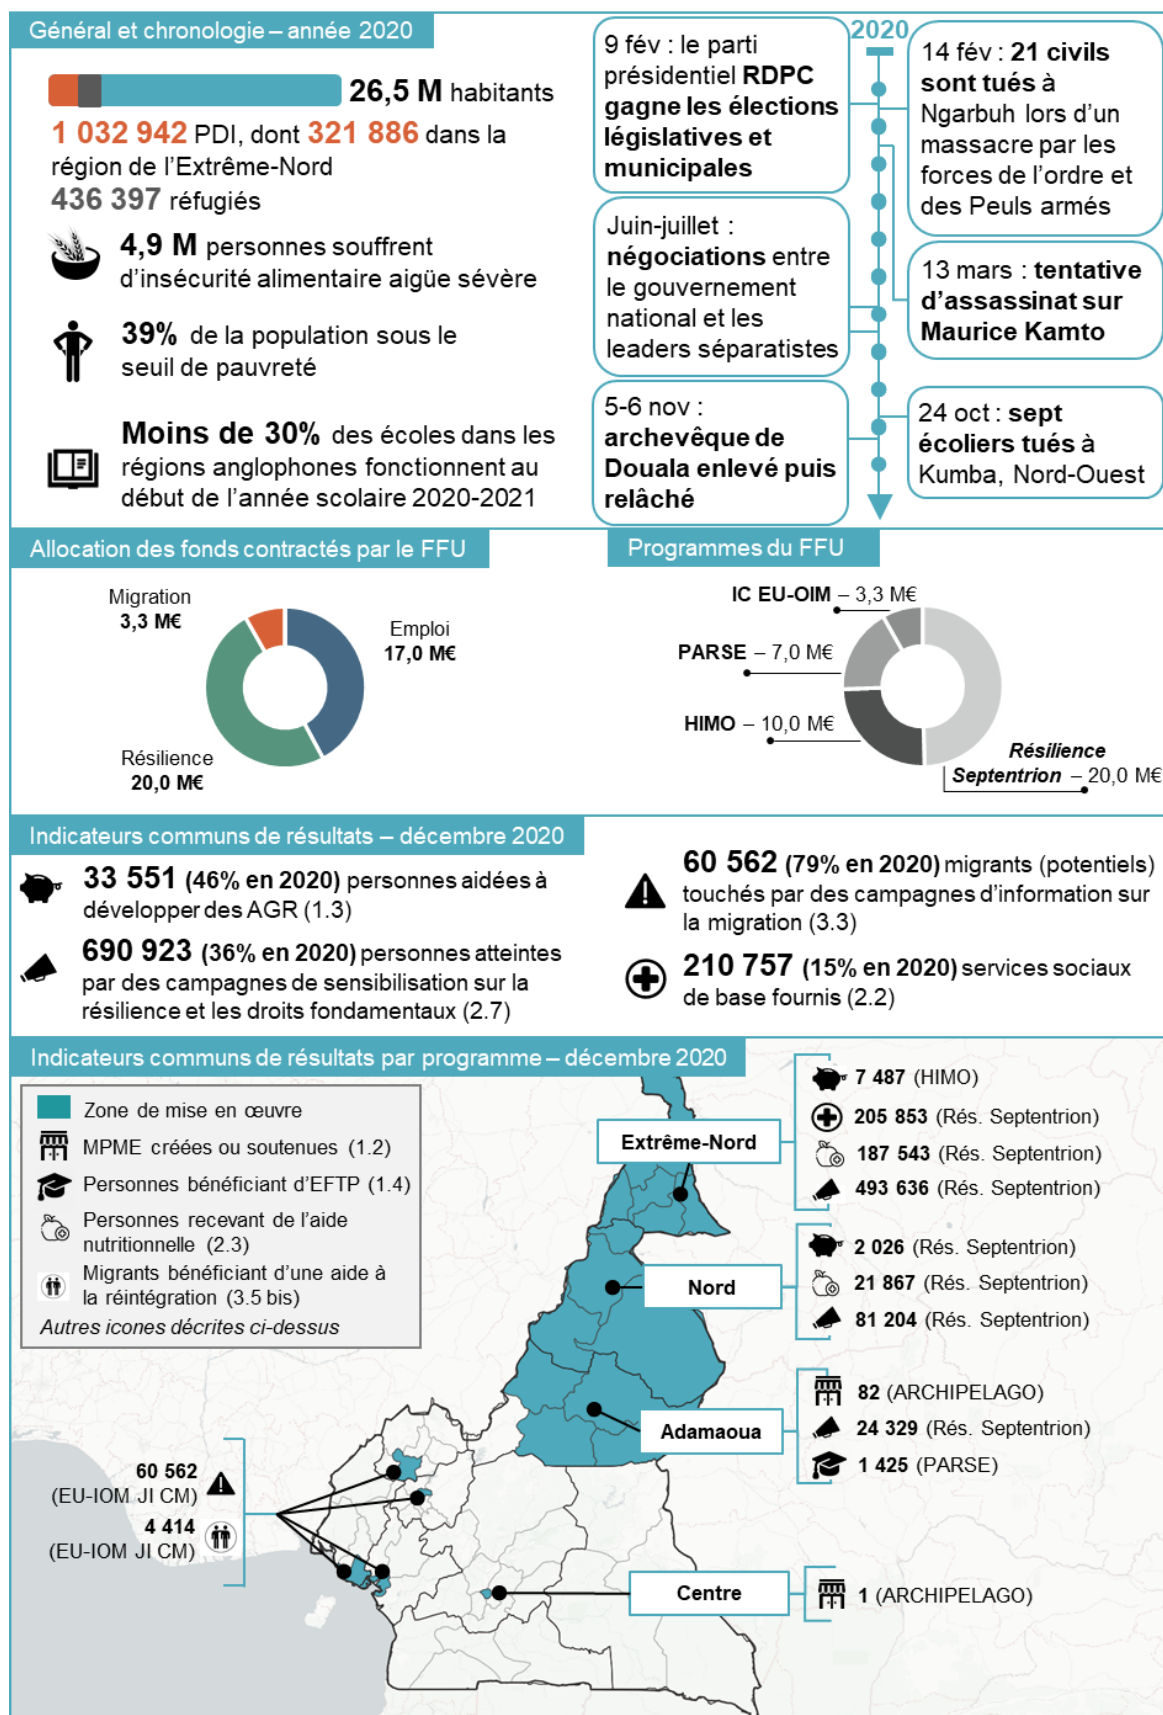 Général et chronologie – année 2020
26,5 M habitants
1 032 942 PDI, dont 321 886 dans la
région de l'Extrême-Nord
436 397 réfugiés
4,9 M personnes souffrent
d'insécurité alimentaire aigüe sévère
39% de la population sous le
seuil de pauvreté
Moins de 30% des écoles dans les
régions anglophones fonctionnent au
début de l'année scolaire 2020-2021
2020
9 fév : le parti
présidentiel RDPC
gagne les élections
législatives et
municipales
14 fév : 21 civils
sont tués à
Ngarbuh lors d'un
massacre par les
forces de l'ordre et
des Peuls armés
13 mars : tentative
d'assassinat sur
Maurice Kamto
Juin-juillet :
négociations entre
le gouvernement
national et les
leaders séparatistes
24 oct : sept
écoliers tués à
Kumba, Nord-Ouest
5-6 nov :
archevêque de
Douala enlevé puis
relâché
Allocation des fonds contractés par le FFU
Migration
3,3 M€
Emploi
17,0 M€
Résilience
20,0 M€
Programmes du FFU
IC EU-OIM – 3,3 M€
PARSE – 7,0 M€
HIMO – 10,0 M€
Résilience
Septentrion – 20,0 M€
Indicateurs communs de résultats – décembre 2020
33 551 (46% en 2020) personnes aidées à
développer des AGR (1.3)
690 923 (36% en 2020) personnes atteintes
par des campagnes de sensibilisation sur la
résilience et les droits fondamentaux (2.7)
60 562 (79% en 2020) migrants (potentiels)
touchés par des campagnes d'information sur
la migration (3.3)
210 757 (15% en 2020) services sociaux
de base fournis (2.2)
Indicateurs communs de résultats par programme – décembre 2020
Zone de mise en œuvre
MPME créées ou soutenues (1.2)
Personnes bénéficiant d'EFTP (1.4)
Personnes recevant de l'aide
nutritionnelle (2.3)
Migrants bénéficiant d'une aide à
la réintégration (3.5 bis)
Autres icones décrites ci-dessus
Extrême-Nord
7 487 (HIMO)
205 853 (Rés. Septentrion)
187 543 (Rés. Septentrion)
493 636 (Rés. Septentrion)
Nord
2 026 (Rés. Septentrion)
21 867 (Rés. Septentrion)
81 204 (Rés. Septentrion)
Adamaoua
82 (ARCHIPELAGO)
24 329 (Rés. Septentrion)
1 425 (PARSE)
60 562
(EU-IOM JI CM)
4 414
(EU-IOM JI CM)
Centre
1 (ARCHIPELAGO)